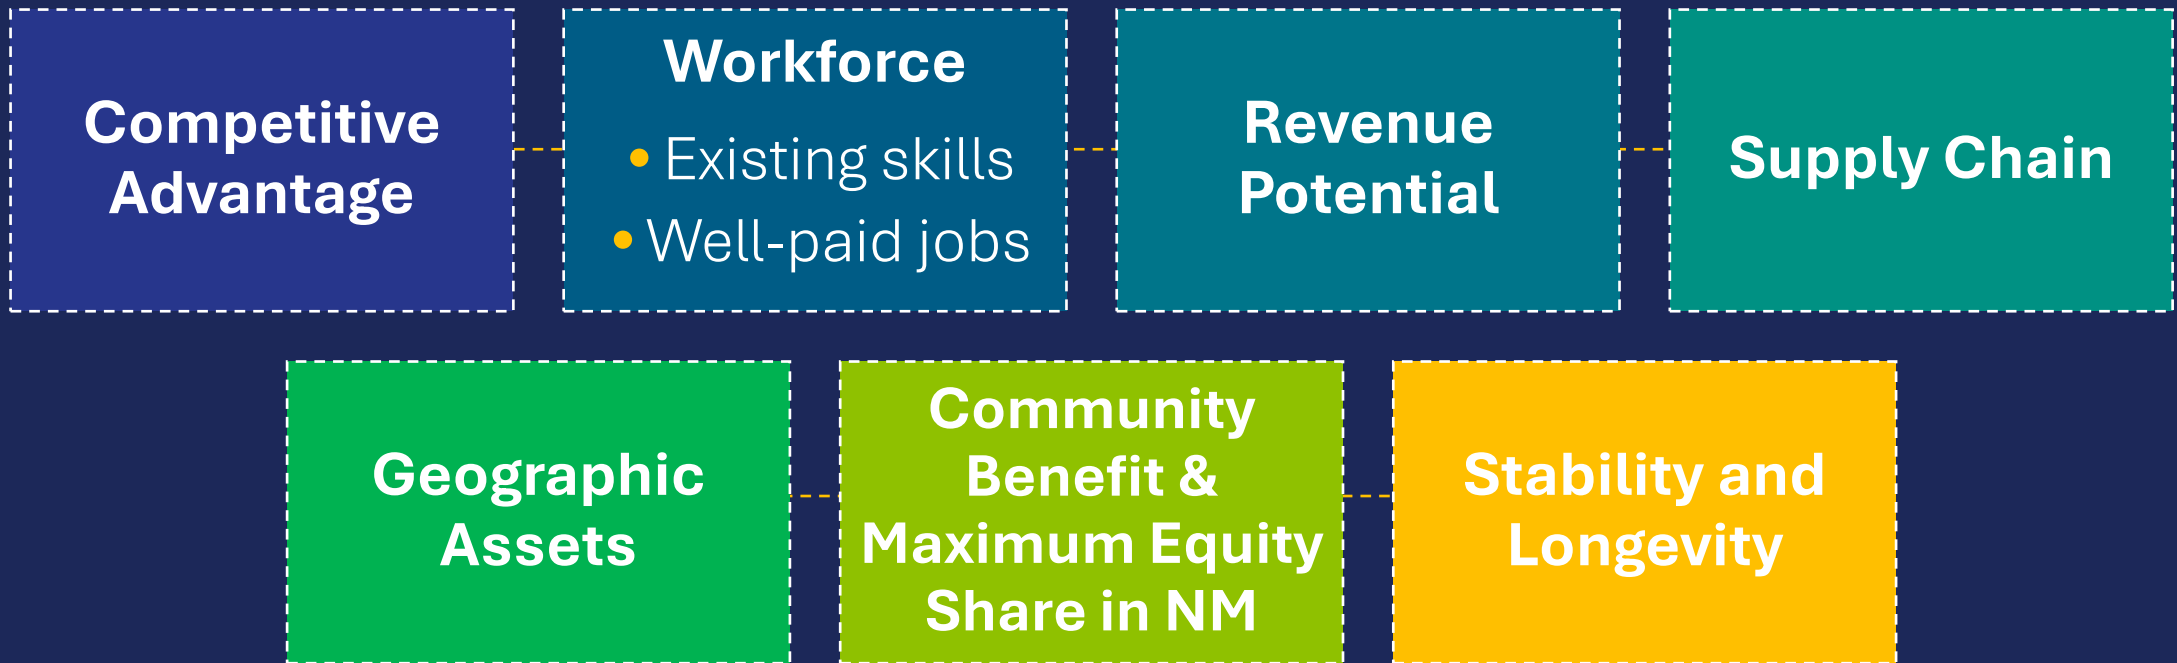 Competitive
Advantage
Workforce
• Existing skills
• Well-paid jobs
Revenue
Potential
Supply Chain
Geographic
Assets
Community
Benefit &
Maximum Equity
Share in NM
Stability and
Longevity